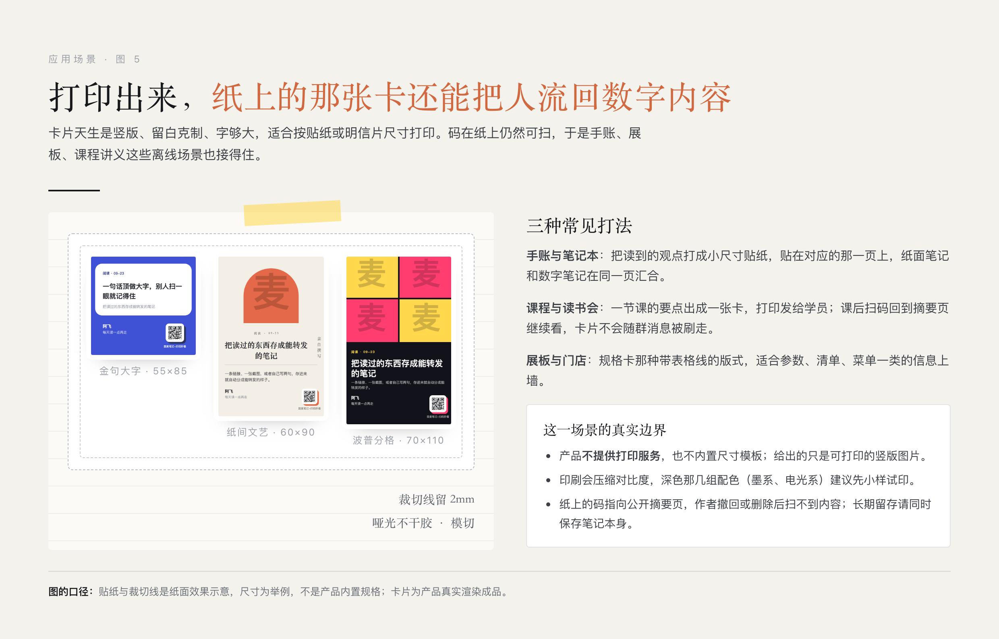 应用场景 · 图 5
打印出来，纸上的那张卡还能把人流回数字内容
卡片天生是竖版、留白克制、字够大，适合按贴纸或明信片尺寸打印。码在纸上仍然可扫，于是手账、展
板、课程讲义这些离线场景也接得住。
阅读 · 09-23
一句话顶做大字，别人扫一
眼就记得住
把读过的东西存成能转发的笔记
阿飞
每天读一点再走
图麦笔记-扫码秒看
金句大字 · 55×85
麦
阅读 · 09-23
亲自撰写
把读过的东西存成能转发
的笔记
一条链接、一张截图，或者自己写两句，存进来
就自动分成能转发的样子。
阿飞
每天读一点再走
图麦笔记-扫码秒看
纸间文艺 · 60×90
麦 麦
麦 麦
阅读 · 09-23
把读过的东西存成能转发
的笔记
一条链接、一张截图，或者自己写两句，存进来就自动分成能
转发的样子。
阿飞
每天读一点再走
图麦笔记-扫码秒看
波普分格 · 70×110
裁切线留 2mm
哑光不干胶 · 模切
三种常见打法
手账与笔记本：把读到的观点打成小尺寸贴纸，贴在对应的那一页上，纸面笔记
和数字笔记在同一页汇合。
课程与读书会：一节课的要点出成一张卡，打印发给学员；课后扫码回到摘要页
继续看，卡片不会随群消息被刷走。
展板与门店：规格卡那种带表格线的版式，适合参数、清单、菜单一类的信息上
墙。
这一场景的真实边界
• 产品不提供打印服务，也不内置尺寸模板；给出的只是可打印的竖版图片。
• 印刷会压缩对比度，深色那几组配色（墨系、电光系）建议先小样试印。
• 纸上的码指向公开摘要页，作者撤回或删除后扫不到内容；长期留存请同时
保存笔记本身。
图的口径：贴纸与裁切线是纸面效果示意，尺寸为举例，不是产品内置规格；卡片为产品真实渲染成品。